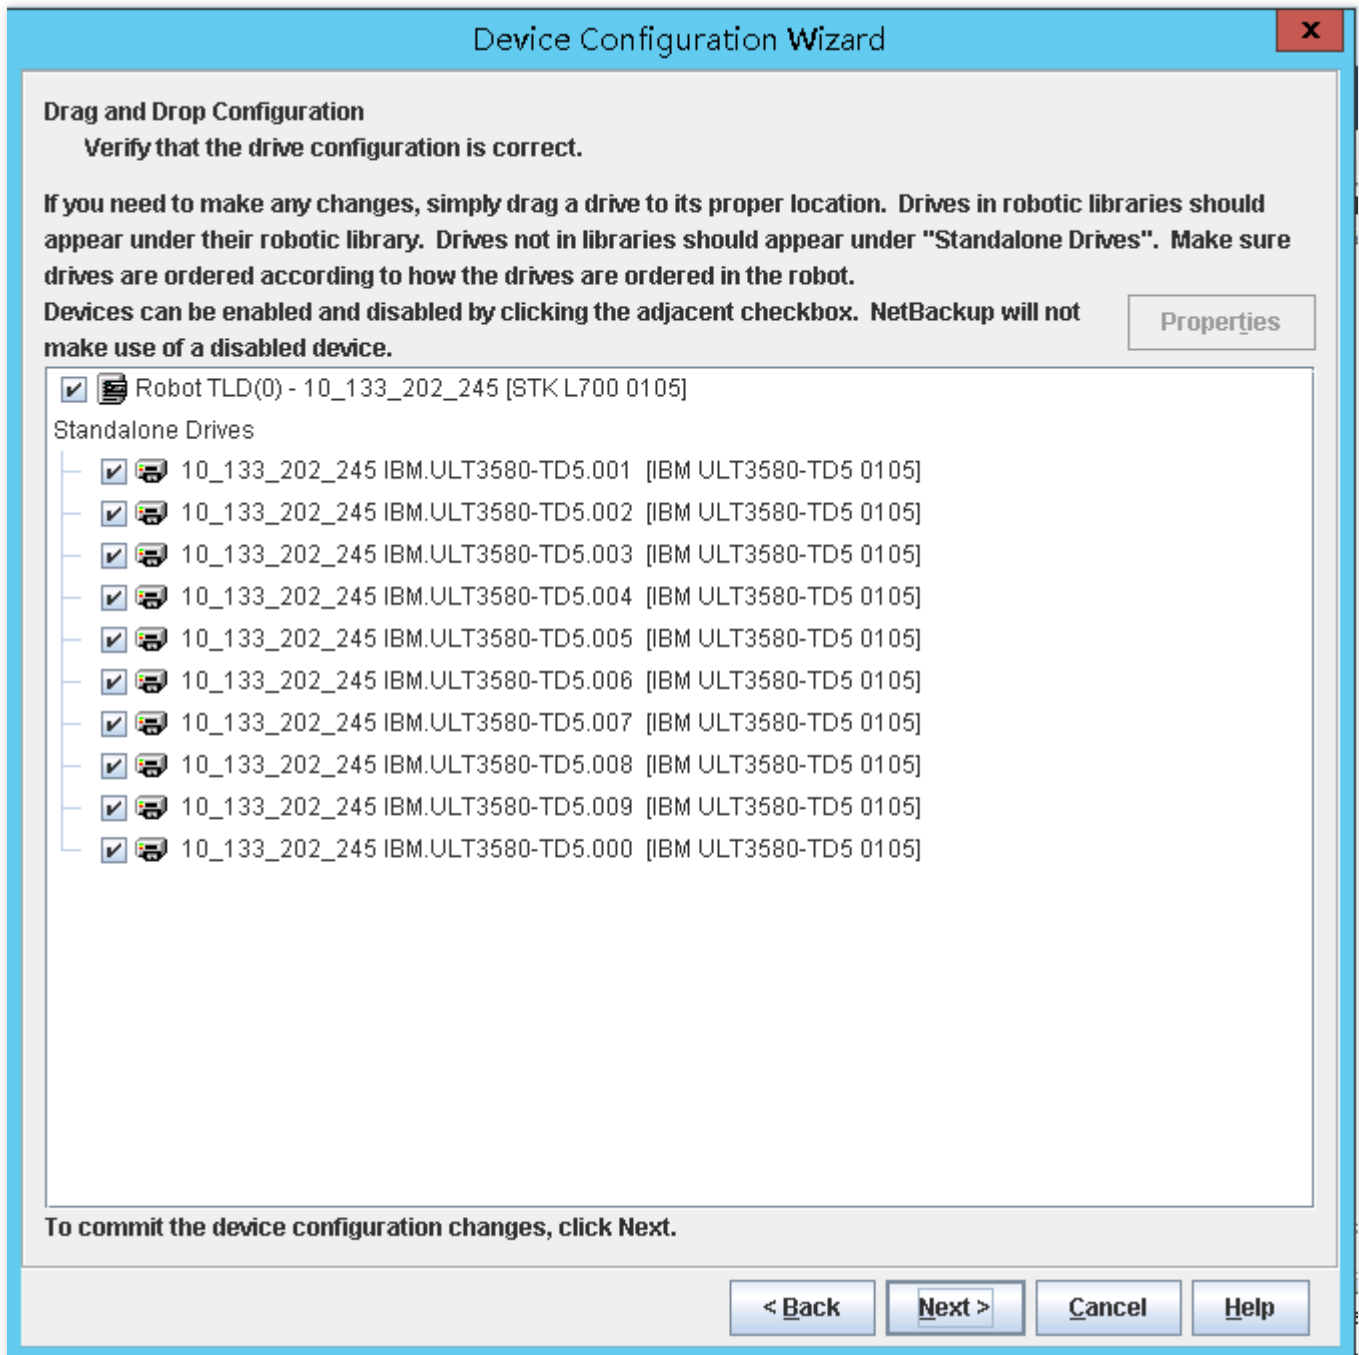 Device Configuration Wizard
x
Drag and Drop Configuration
Verify that the drive configuration is correct.
If you need to make any changes, simply drag a drive to its proper location. Drives in robotic libraries should
appear under their robotic library. Drives not in libraries should appear under "Standalone Drives". Make sure
drives are ordered according to how the drives are ordered in the robot.
Devices can be enabled and disabled by clicking the adjacent checkbox. NetBackup will not
make use of a disabled device.
Properties
Robot TLD(0) - 10_133_202_245 [STK L700 0105]
Standalone Drives
10_133_202_245 IBM.ULT3580-TD5.001 [IBM ULT3580-TD5 0105]
10_133_202_245 IBM.ULT3580-TD5.002 [IBM ULT3580-TD5 0105]
10_133_202_245 IBM.ULT3580-TD5.003 [IBM ULT3580-TD5 0105]
10_133_202_245 IBM.ULT3580-TD5.004 [IBM ULT3580-TD5 0105]
10_133_202_245 IBM.ULT3580-TD5.005 [IBM ULT3580-TD5 0105]
10_133_202_245 IBM.ULT3580-TD5.006 [IBM ULT3580-TD5 0105]
10_133_202_245 IBM.ULT3580-TD5.007 [IBM ULT3580-TD5 0105]
10_133_202_245 IBM.ULT3580-TD5.008 [IBM ULT3580-TD5 0105]
10_133_202_245 IBM.ULT3580-TD5.009 [IBM ULT3580-TD5 0105]
10_133_202_245 IBM.ULT3580-TD5.000 [IBM ULT3580-TD5 0105]
To commit the device configuration changes, click Next.
< Back
Next >
Cancel
Help